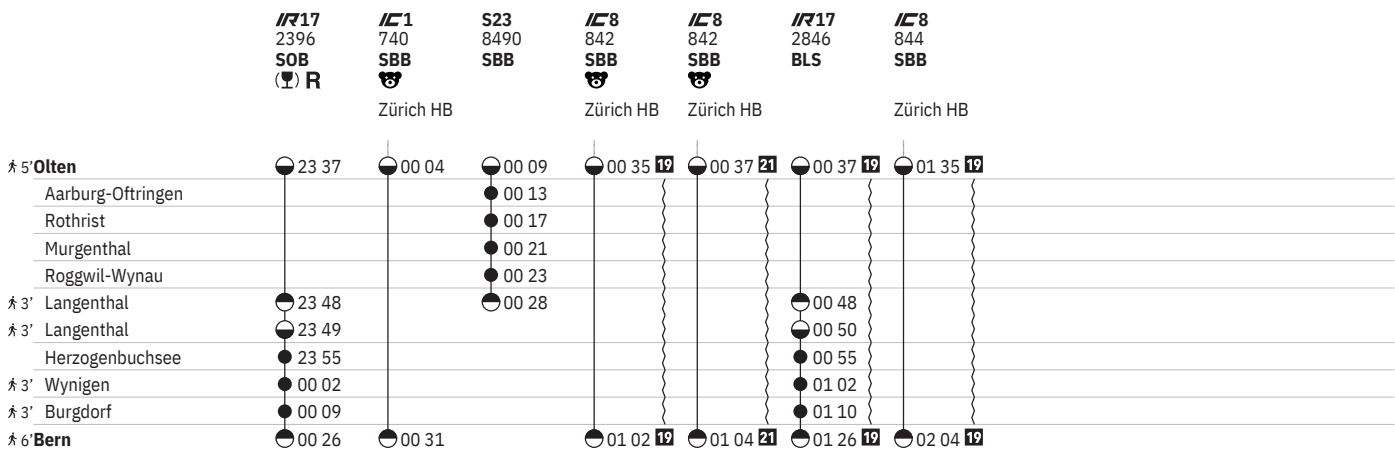 IR17 IC1 S23 IC8 IC8 IR17 IC8
2396 740 8490 842 842 2846 844
SOB SBB SBB SBB SBB BLS SBB
R
Zürich HB Zürich HB Zürich HB Zürich HB
5’ Olten 23 37 00 04 00 09 00 35 19 00 37 21 00 37 19 01 35 19
Aarburg-Oftringen 00 13
Rothrist 00 17
Murgenthal 00 21
Roggwil-Wynau 00 23
3’ Langenthal 23 48 00 28 00 48
3’ Langenthal 23 49 00 50
Herzogenbuchsee 23 55 00 55
3’ Wynigen 00 02 01 02
3’ Burgdorf 00 09 01 10
6’ Bern 00 26 00 31 01 02 19 01 04 21 01 26 19 02 04 19